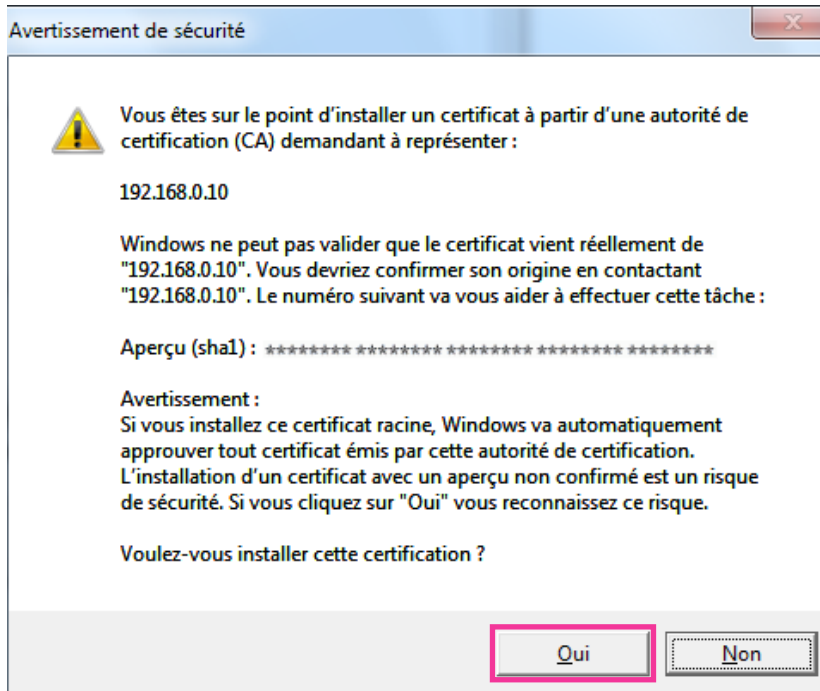 Avertissement de sécurité
Vous êtes sur le point d'installer un certificat à partir d'une autorité de
certification (CA) demandant à représenter :
192.168.0.10
Windows ne peut pas valider que le certificat vient réellement de
"192.168.0.10". Vous devriez confirmer son origine en contactant
"192.168.0.10". Le numéro suivant va vous aider à effectuer cette tâche :
Aperçu (sha1) : ******** ******** ******** ******** ********
Avertissement :
Si vous installez ce certificat racine, Windows va automatiquement
approuver tout certificat émis par cette autorité de certification.
L'installation d'un certificat avec un aperçu non confirmé est un risque
de sécurité. Si vous cliquez sur "Oui" vous reconnaissez ce risque.
Voulez-vous installer cette certification ?
Oui
Non